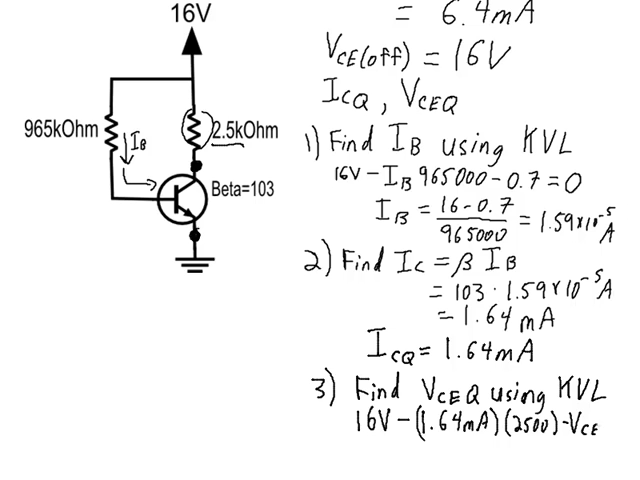 16V
= 6.4mA
VCE(off) = 16V
ICQ, VCEQ
965kOhm
IB
2.5kOhm
Beta=103
1) Find IB using KVL
16V - IB 965000 - 0.7 = 0
IB = 16-0.7 / 965000 = 1.59x10^-5 A
2) Find Ic = β IB
= 103 · 1.59x10^-5 A
= 1.64 mA
ICQ = 1.64mA
3) Find VCEQ using KVL
16V - (1.64mA)(2500) - VCE